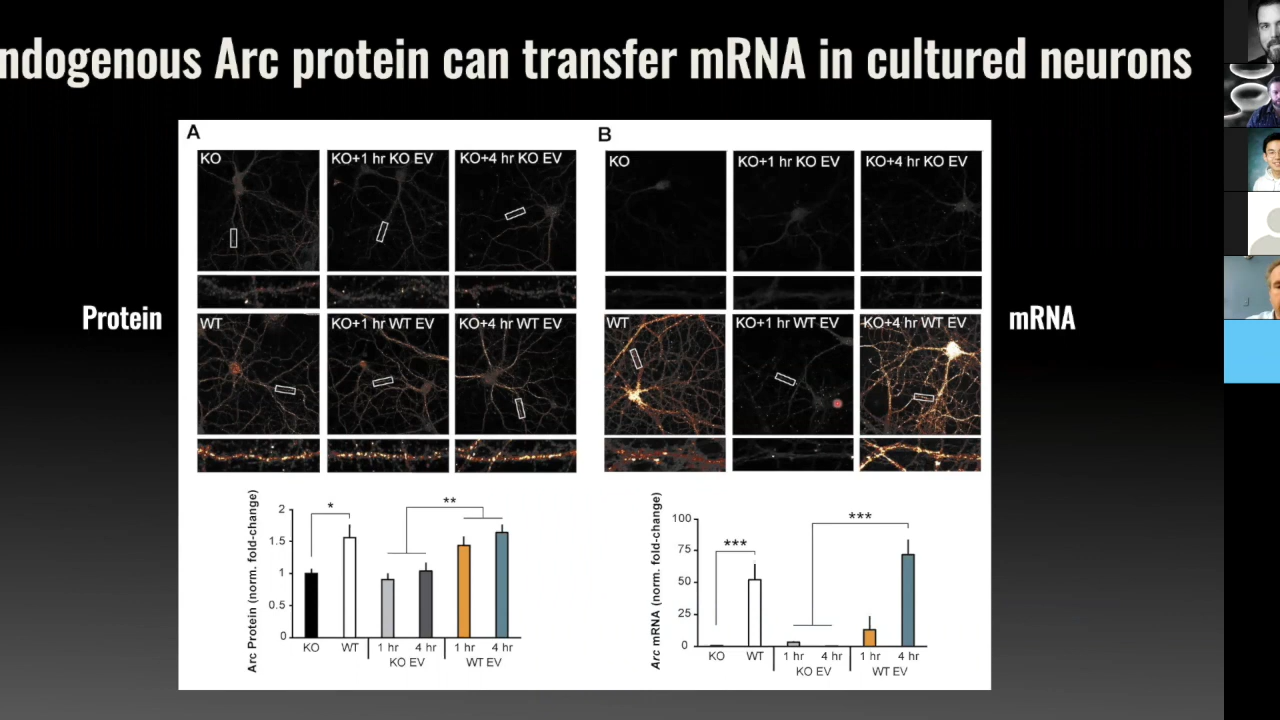 ndogenous Arc protein can transfer mRNA in cultured neurons
A
KO
KO+1 hr KO EV
KO+4 hr KO EV
WT
KO+1 hr WT EV
KO+4 hr WT EV
Protein
B
KO
KO+1 hr KO EV
KO+4 hr KO EV
WT
KO+1 hr WT EV
KO+4 hr WT EV
mRNA
Arc Protein (norm. fold-change)
2
1.5
1
0.5
0
*
**
KO
WT
1 hr
4 hr
1 hr
4 hr
KO EV
WT EV
Arc mRNA (norm. fold-change)
100
75
50
25
0
***
***
KO
WT
1 hr
4 hr
1 hr
4 hr
KO EV
WT EV